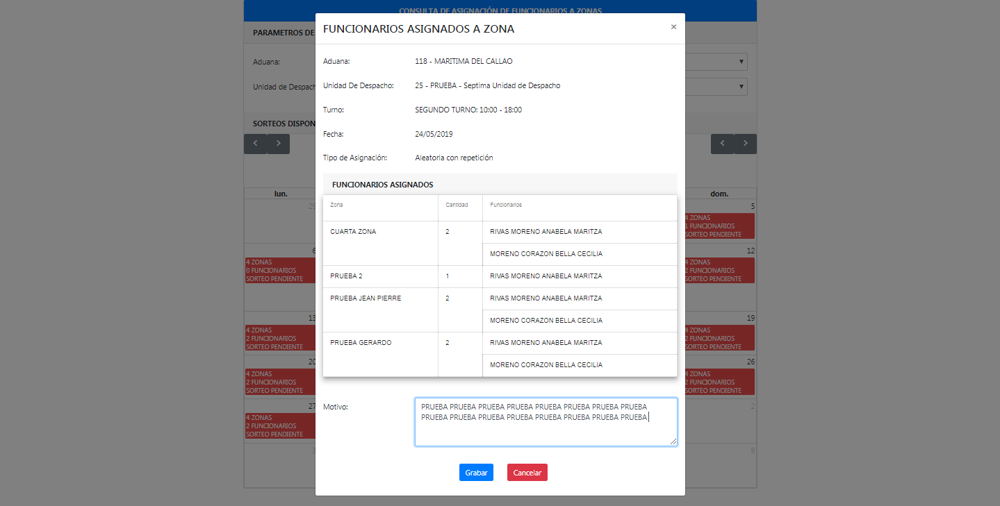 CONSULTA DE ASIGNACIÓN DE FUNCIONARIOS A ZONAS
PARAMETROS DE
Aduana:
Unidad de Despach
SORTEOS DISPON
FUNCIONARIOS ASIGNADOS A ZONA ×
Aduana: 118 - MARITIMA DEL CALLAO
Unidad De Despacho: 25 - PRUEBA - Septima Unidad de Despacho
Turno: SEGUNDO TURNO: 10:00 - 18:00
Fecha: 24/05/2019
Tipo de Asignación: Aleatoria con repetición
FUNCIONARIOS ASIGNADOS
Zona Cantidad Funcionarios
CUARTA ZONA 2 RIVAS MORENO ANABELA MARITZA
MORENO CORAZON BELLA CECILIA
PRUEBA 2 1 RIVAS MORENO ANABELA MARITZA
PRUEBA JEAN PIERRE 2 RIVAS MORENO ANABELA MARITZA
MORENO CORAZON BELLA CECILIA
PRUEBA GERARDO 2 RIVAS MORENO ANABELA MARITZA
MORENO CORAZON BELLA CECILIA
Motivo: PRUEBA PRUEBA PRUEBA PRUEBA PRUEBA PRUEBA PRUEBA PRUEBA
PRUEBA PRUEBA PRUEBA PRUEBA PRUEBA PRUEBA PRUEBA PRUEBA
Grabar Cancelar
lun.
29
6
4 ZONAS
0 FUNCIONARIOS
SORTEO PENDIENTE
13
4 ZONAS
2 FUNCIONARIOS
SORTEO PENDIENTE
20
4 ZONAS
2 FUNCIONARIOS
SORTEO PENDIENTE
27
4 ZONAS
2 FUNCIONARIOS
SORTEO PENDIENTE
3
dom.
5
4 ZONAS
1 FUNCIONARIOS
SORTEO PENDIENTE
12
4 ZONAS
2 FUNCIONARIOS
SORTEO PENDIENTE
19
4 ZONAS
2 FUNCIONARIOS
SORTEO PENDIENTE
26
4 ZONAS
2 FUNCIONARIOS
SORTEO PENDIENTE
2
9